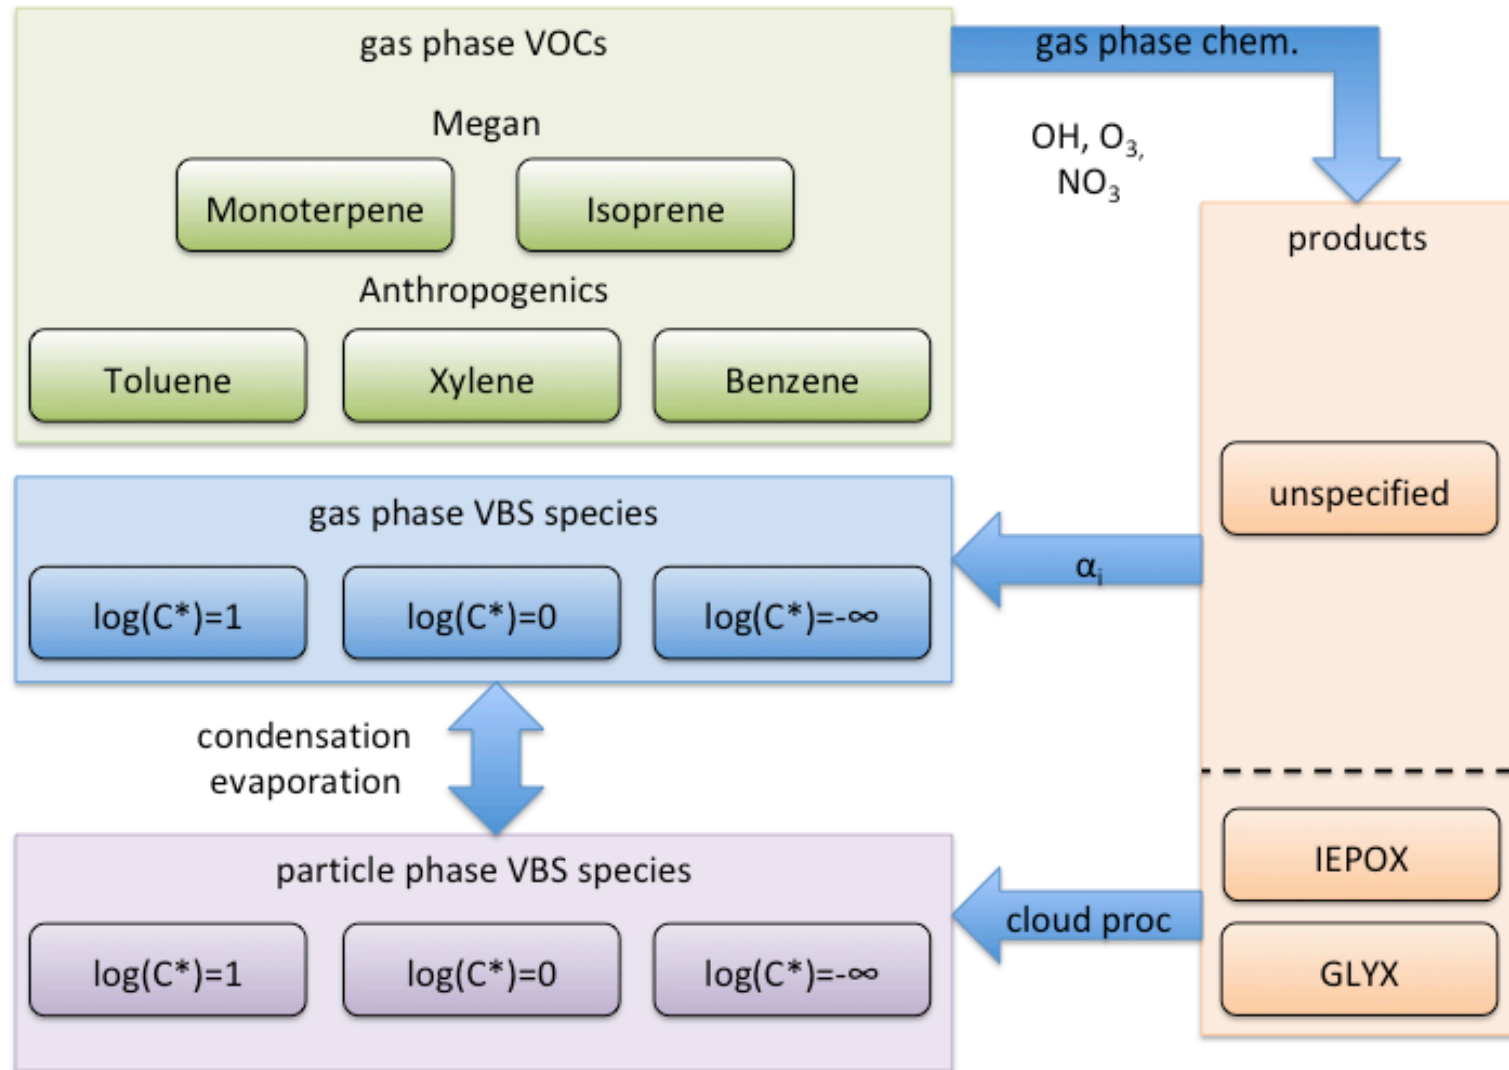 gas phase VOCs
Megan
Monoterpene
Isoprene
Anthropogenics
Toluene
Xylene
Benzene
gas phase chem.
OH, O₃,
NO₃
products
unspecified
IEPOX
GLYX
αᵢ
cloud proc
gas phase VBS species
log(C*)=1
log(C*)=0
log(C*)=-∞
condensation
evaporation
particle phase VBS species
log(C*)=1
log(C*)=0
log(C*)=-∞